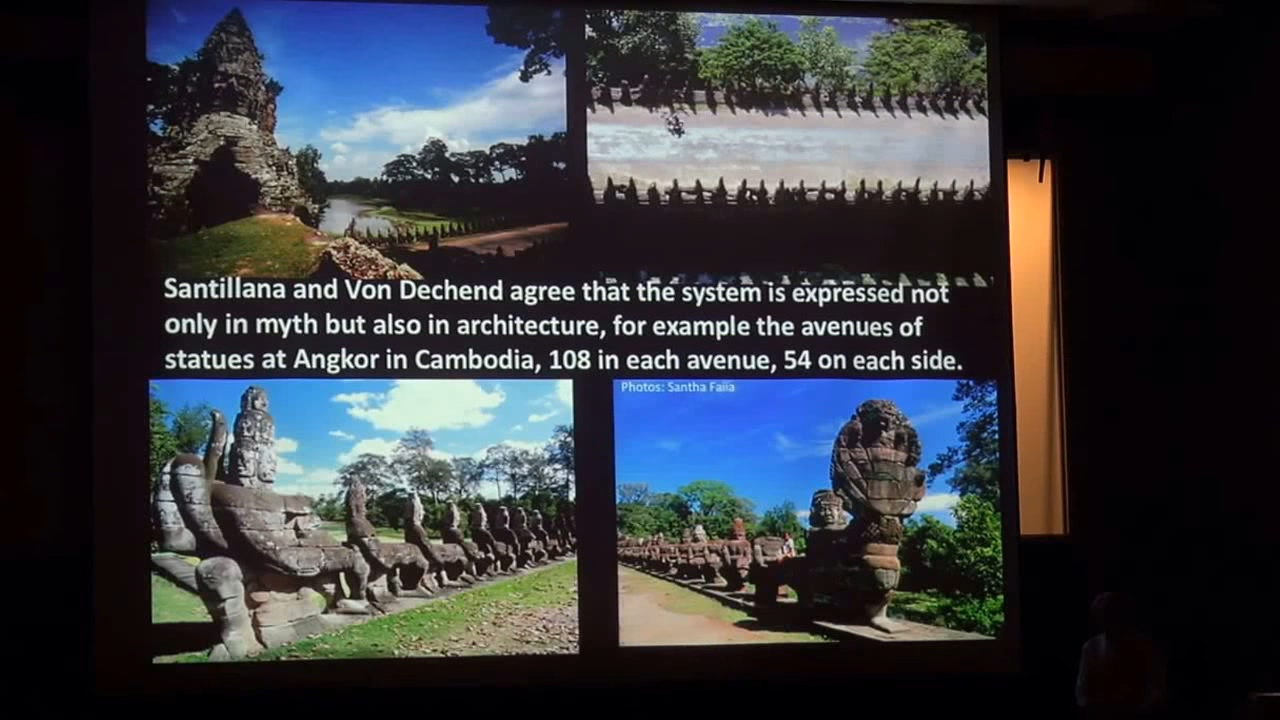 Santillana and Von Dechend agree that the system is expressed not
only in myth but also in architecture, for example the avenues of
statues at Angkor in Cambodia, 108 in each avenue, 54 on each side.
Photos: Santha Faiia